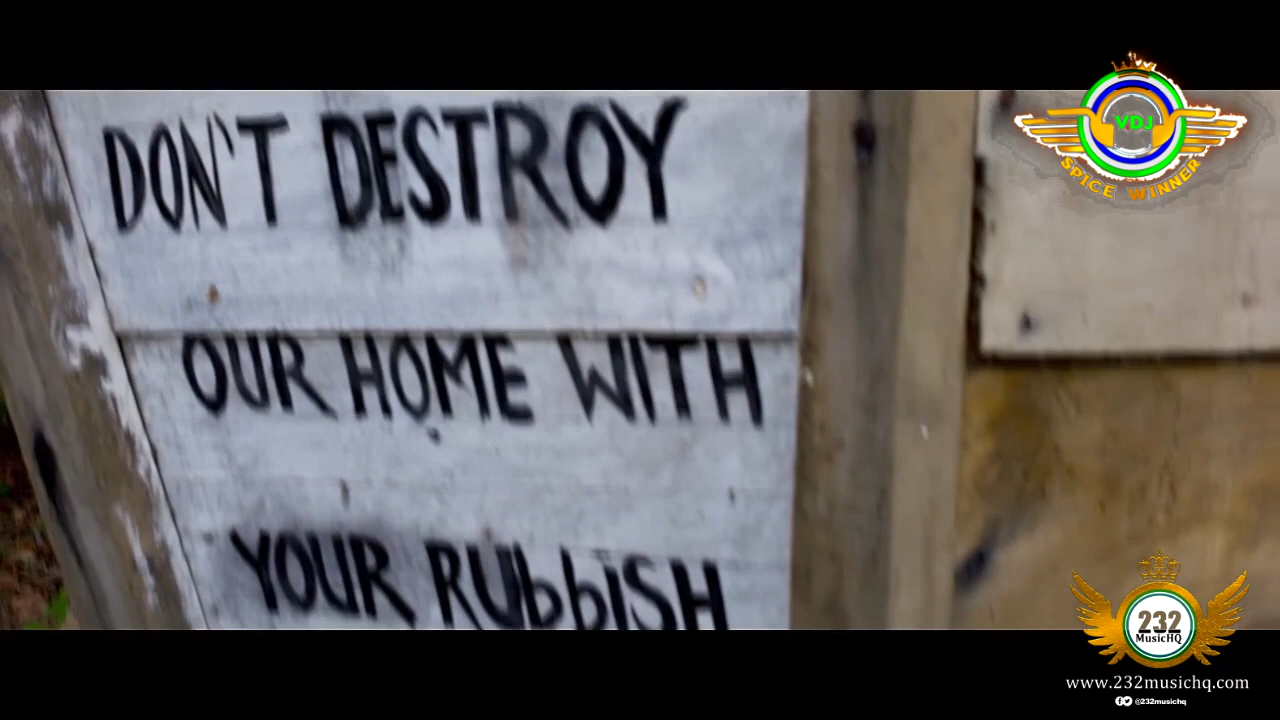 DON'T DESTROY
OUR HOME WITH
YOUR RUbbiSH
VDJ
SPICE WINNER
232
MusicHQ
www.232musichq.com
@232musichq